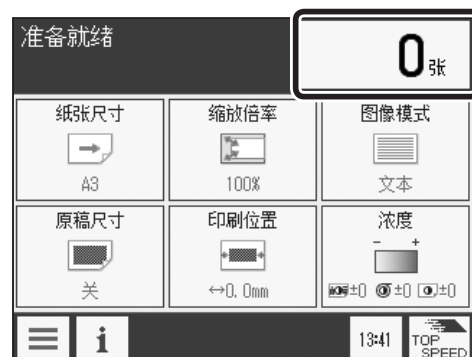 准备就绪
0张
纸张尺寸 缩放倍率 图像模式
A3 100% 文本
原稿尺寸 印刷位置 浓度
- +
关 ↔0.0mm ±0 ±0 ±0
i 13:41 TOP
SPEED